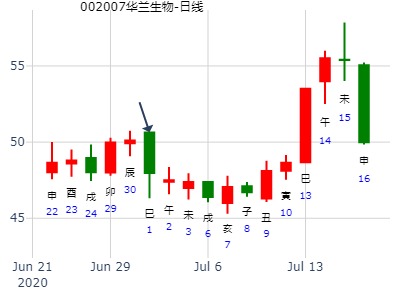 002007华兰生物-日线
55
50
45
申 22
酉 23
戌 24
卯 29
辰 30
巳 1
午 2
未 3
戌 6
亥 7
子 8
丑 9
寅 10
巳 13
午 14
未 15
申 16
Jun 21
2020
Jun 29
Jul 6
Jul 13